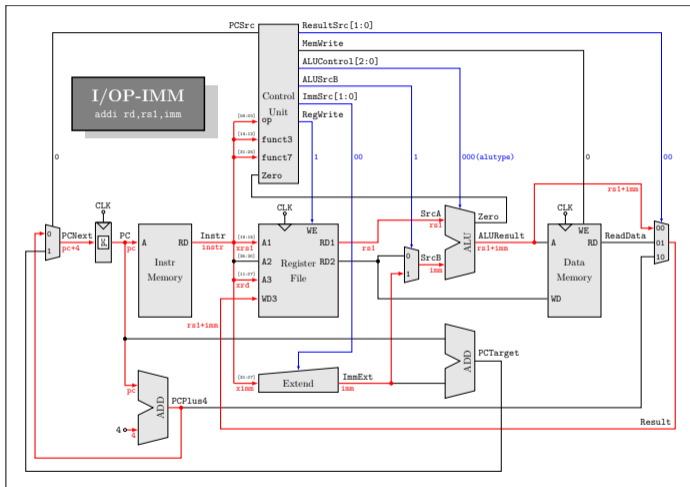 PCSrc
ResultSrc[1:0]
MemWrite
ALUControl[2:0]
ALUSrcB
ImmSrc[1:0]
RegWrite
Control
Unit
op
funct3
funct7
Zero
I/OP-IMM
addi rd,rs1,imm
0
1
00
1
000(alutype)
0
00
CLK
CLK
CLK
0
1
PCNext
pc+4
PC
pc
A
RD
Instr
Memory
Instr
instr
xrs1
A1
A2
A3
WD3
WE
RD1
RD2
Register
File
xrd
rs1+imm
rs1
0
1
SrcA
rs1
SrcB
imm
ALU
Zero
ALUResult
rs1+imm
rs1+imm
A
RD
WE
WD
Data
Memory
ReadData
00
01
10
ximm
Extend
ImmExt
imm
ADD
PCTarget
pc
4
4
ADD
PCPlus4
Result